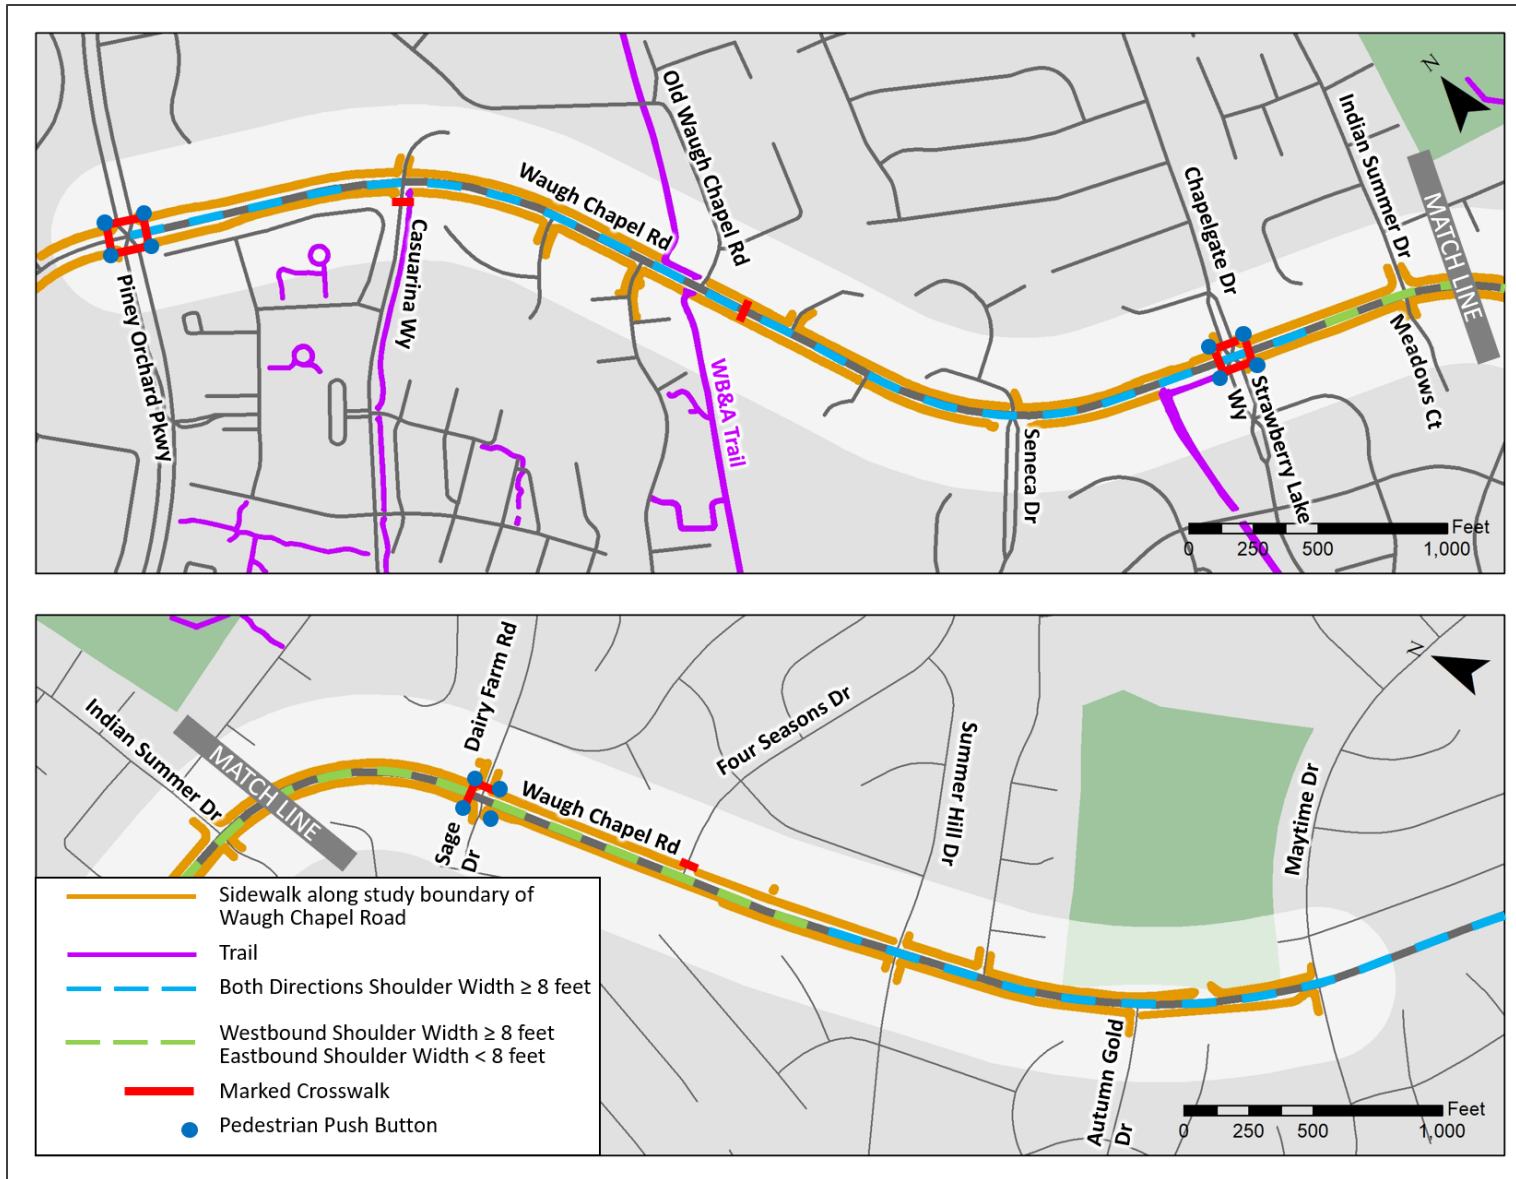 Old Waugh Chapel Rd
N
Indian Summer Dr
Waugh Chapel Rd
Chapelgate Dr
MATCH LINE
Casuarina Wy
Piney Orchard Pkwy
WB&A Trail
Meadows Ct
Seneca Dr
Strawberry Lake
Wy
Feet
0 250 500 1,000
Dairy Farm Rd
N
Indian Summer Dr
MATCH LINE
Four Seasons Dr
Summer Hill Dr
Maytime Dr
Waugh Chapel Rd
Sage
Dr
Autumn Gold
Dr
Sidewalk along study boundary of
Waugh Chapel Road
Trail
Both Directions Shoulder Width ≥ 8 feet
Westbound Shoulder Width ≥ 8 feet
Eastbound Shoulder Width < 8 feet
Marked Crosswalk
Pedestrian Push Button
Feet
0 250 500 1,000